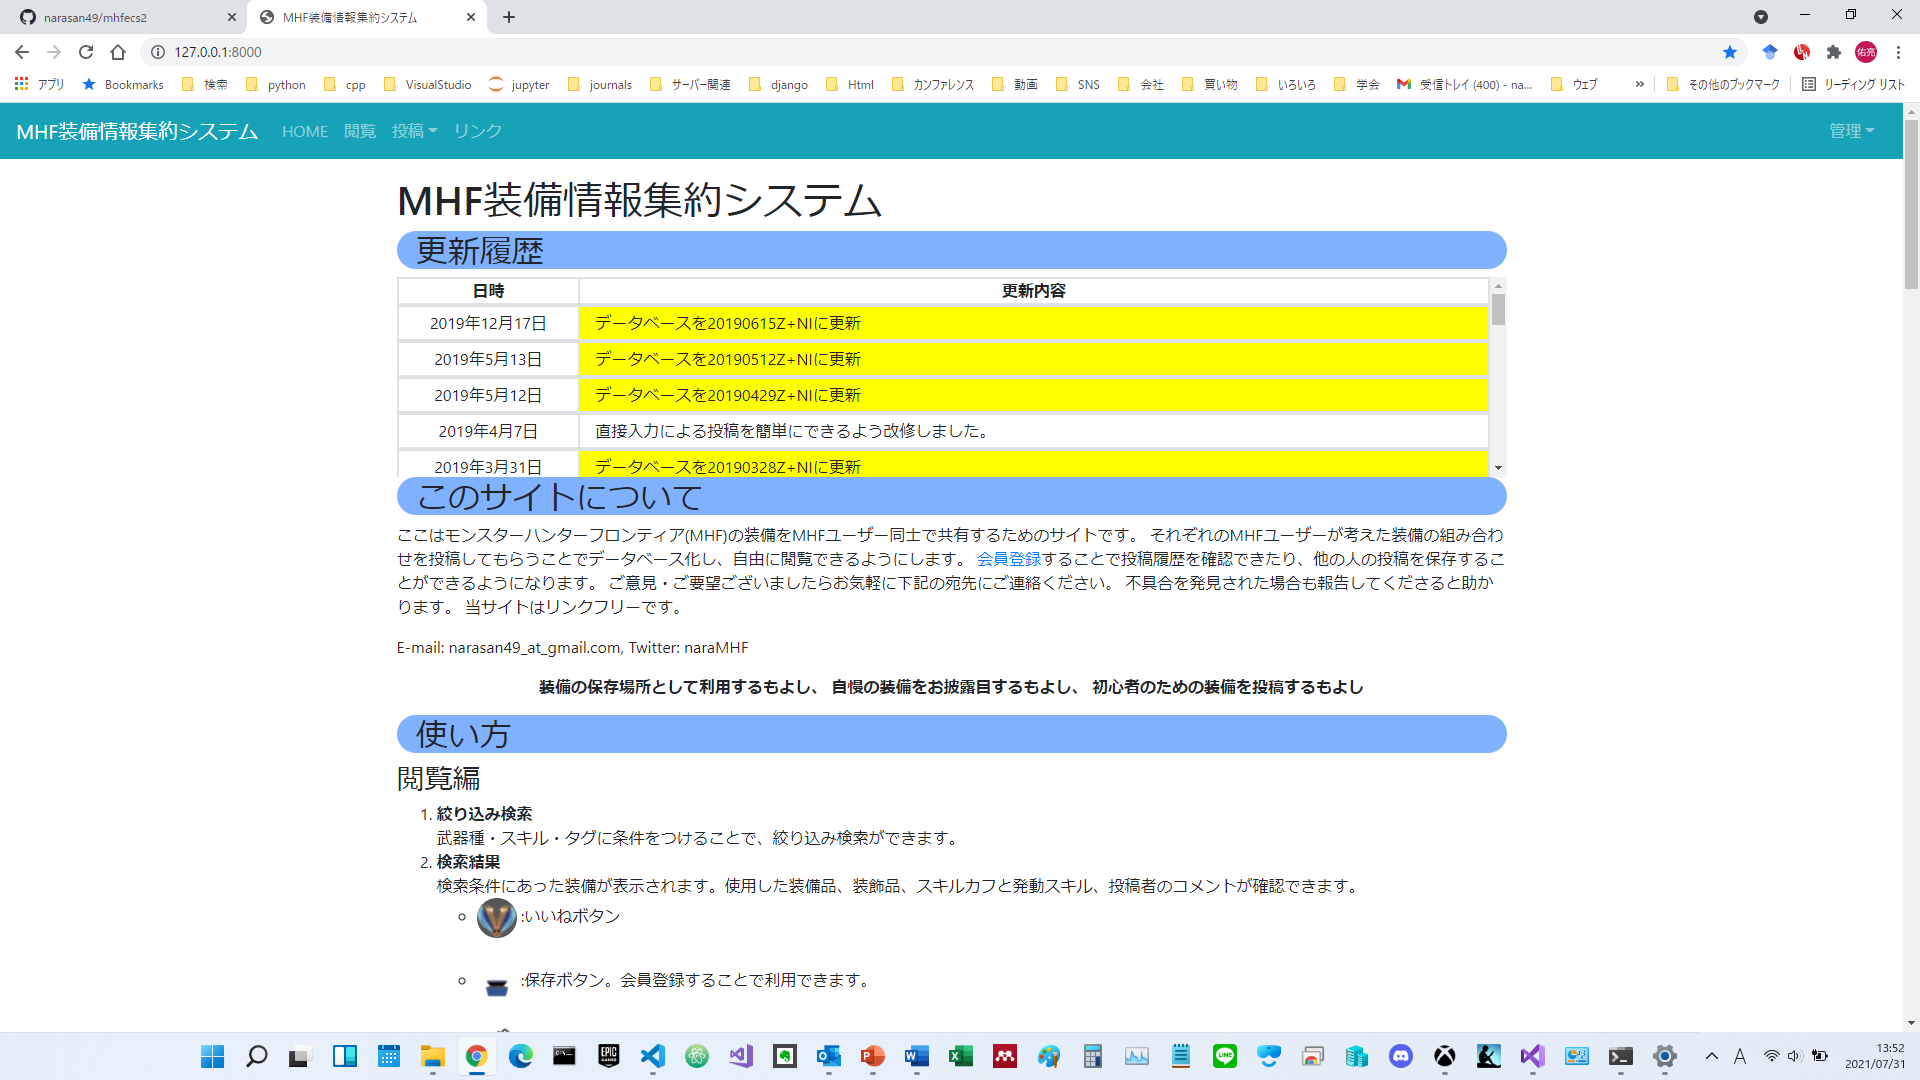 narasan49/mhfecs2
MHF装備情報集約システム
127.0.0.1:8000
佑亮
アプリ Bookmarks 検索 python cpp VisualStudio jupyter journals サーバー関連 django Html カンファレンス 動画 SNS 会社 買い物 いろいろ 学会 受信トレイ (400) - na... ウェブ » その他のブックマーク リーディング リスト
MHF装備情報集約システム HOME 閲覧 投稿 リンク 管理
MHF装備情報集約システム
更新履歴
日時 更新内容
2019年12月17日 データベースを20190615Z+NIに更新
2019年5月13日 データベースを20190512Z+NIに更新
2019年5月12日 データベースを20190429Z+NIに更新
2019年4月7日 直接入力による投稿を簡単にできるよう改修しました。
2019年3月31日 データベースを20190328Z+NIに更新
このサイトについて
ここはモンスターハンターフロンティア(MHF)の装備をMHFユーザー同士で共有するためのサイトです。 それぞれのMHFユーザーが考えた装備の組み合わ
せを投稿してもらうことでデータベース化し、自由に閲覧できるようにします。 会員登録することで投稿履歴を確認できたり、他の人の投稿を保存するこ
とができるようになります。 ご意見・ご要望ございましたらお気軽に下記の宛先にご連絡ください。 不具合を発見された場合も報告してくださると助か
ります。 当サイトはリンクフリーです。
E-mail: narasan49_at_gmail.com, Twitter: naraMHF
装備の保存場所として利用するもよし、 自慢の装備をお披露目するもよし、 初心者のための装備を投稿するもよし
使い方
閲覧編
1. 絞り込み検索
武器種・スキル・タグに条件をつけることで、絞り込み検索ができます。
2. 検索結果
検索条件にあった装備が表示されます。使用した装備品、装飾品、スキルカフと発動スキル、投稿者のコメントが確認できます。
:いいねボタン
:保存ボタン。会員登録することで利用できます。
EPIC GAMES
LINE
A
13:52
2021/07/31